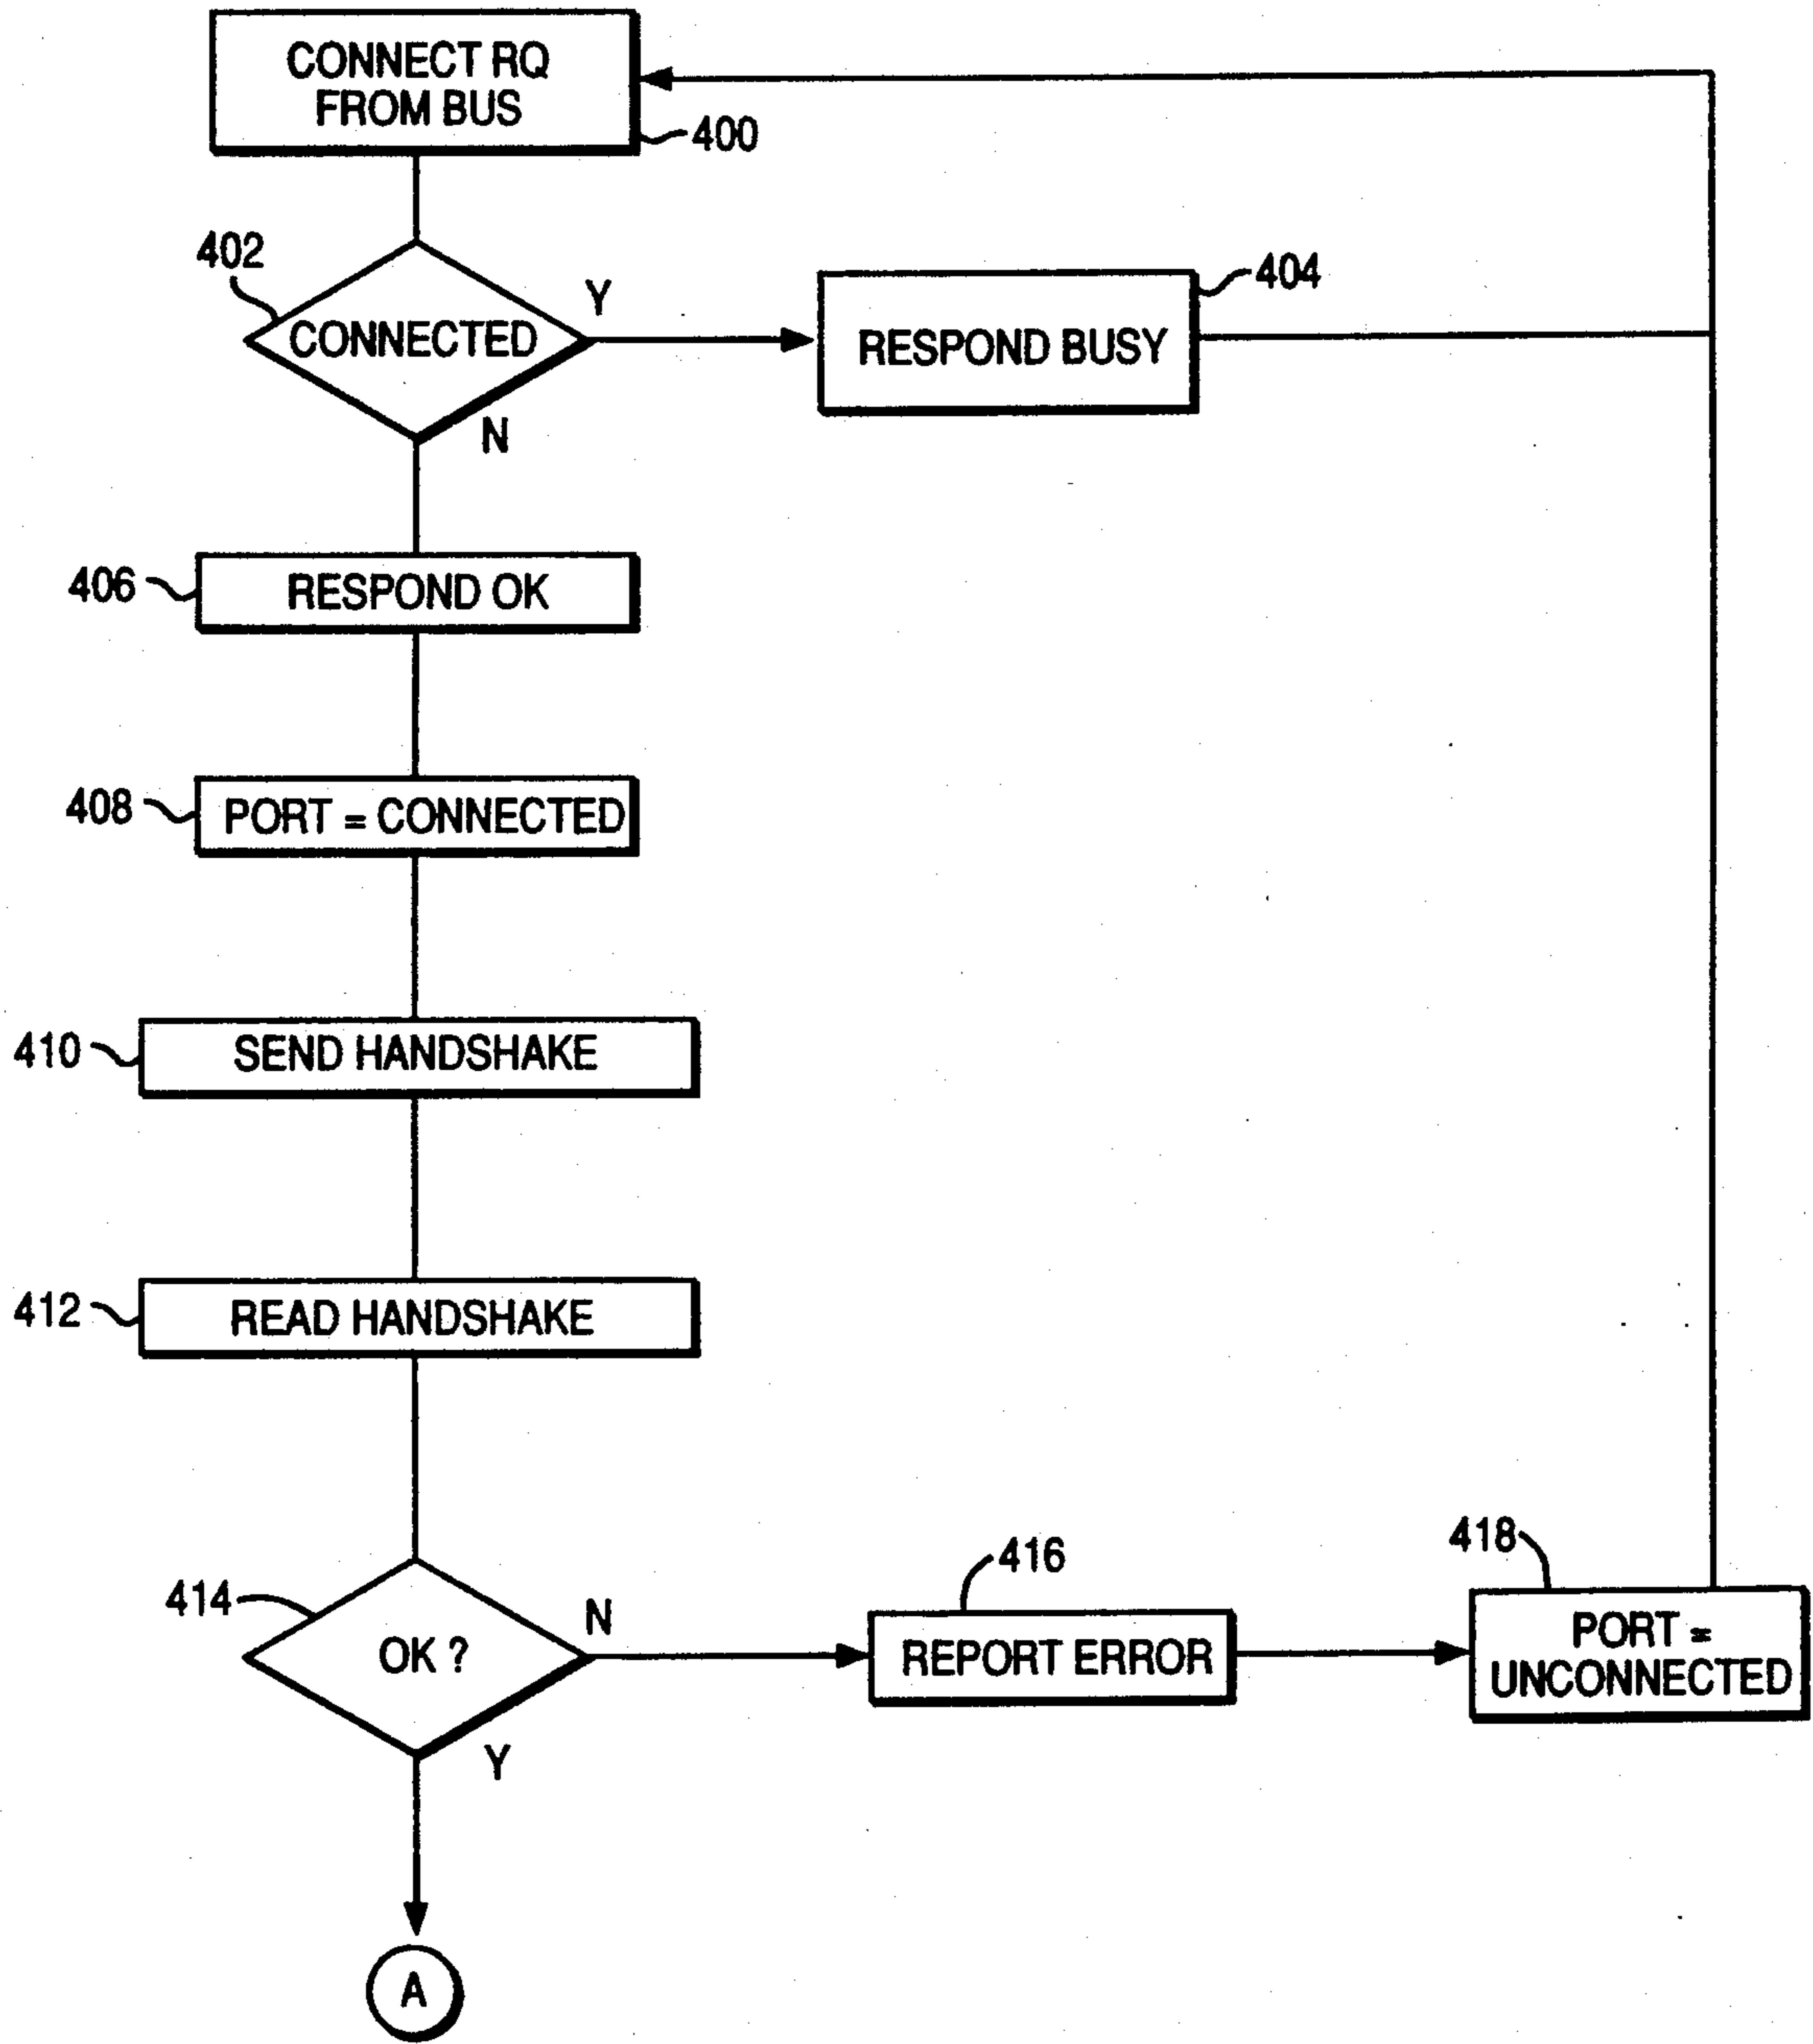 CONNECT RQ
FROM BUS
400
402
CONNECTED
Y
N
404
RESPOND BUSY
406
RESPOND OK
408
PORT = CONNECTED
410
SEND HANDSHAKE
412
READ HANDSHAKE
414
OK ?
N
Y
416
REPORT ERROR
418
PORT =
UNCONNECTED
A